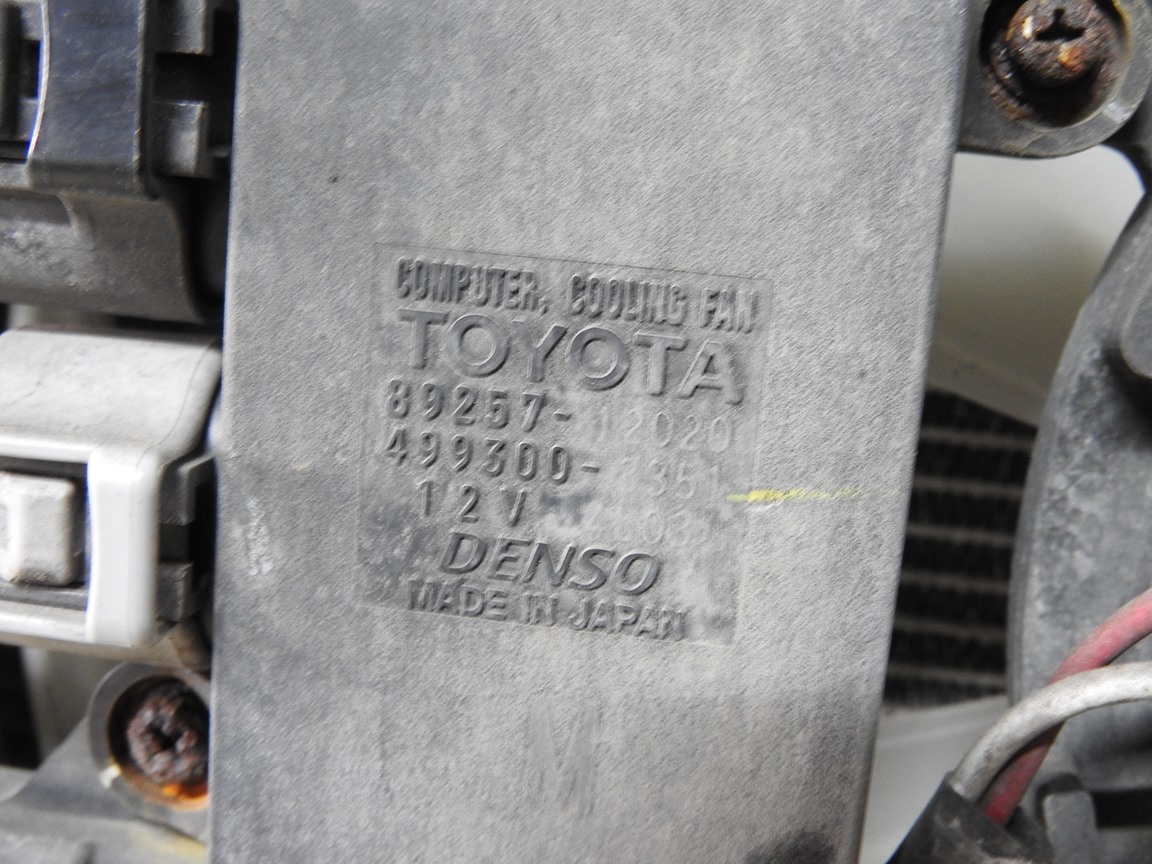 COMPUTER, COOLING FAN
TOYOTA
89257-12020
499300-
12V
DENSO
MADE IN JAPAN